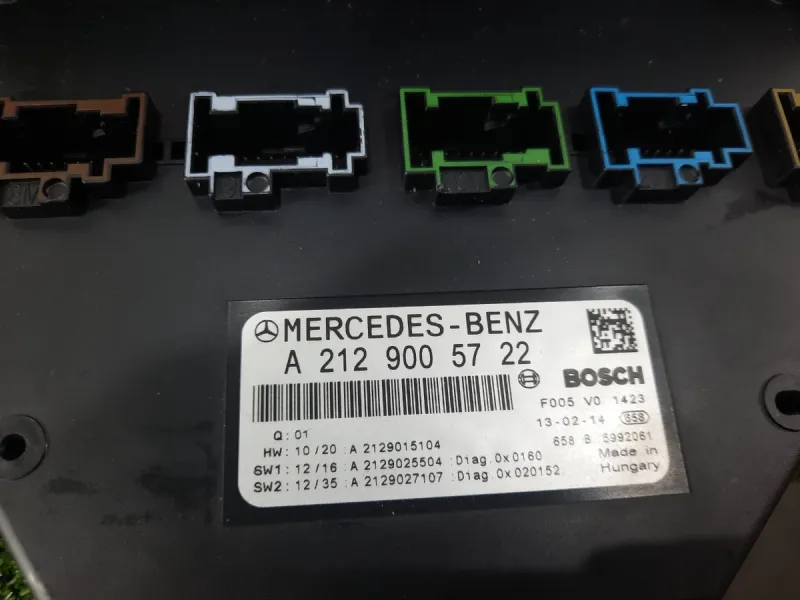 MERCEDES-BENZ
A 212 900 57 22
BOSCH
F005 V0 1423
13-02-14 658
Q: 01
HW: 10/20 : A 2129015104
658 B 5992061
SW1: 12/16 : A 2129025504 : Diag. 0x0160
Made in
SW2: 12/35 : A 2129027107 : Diag. 0x020152
Hungary